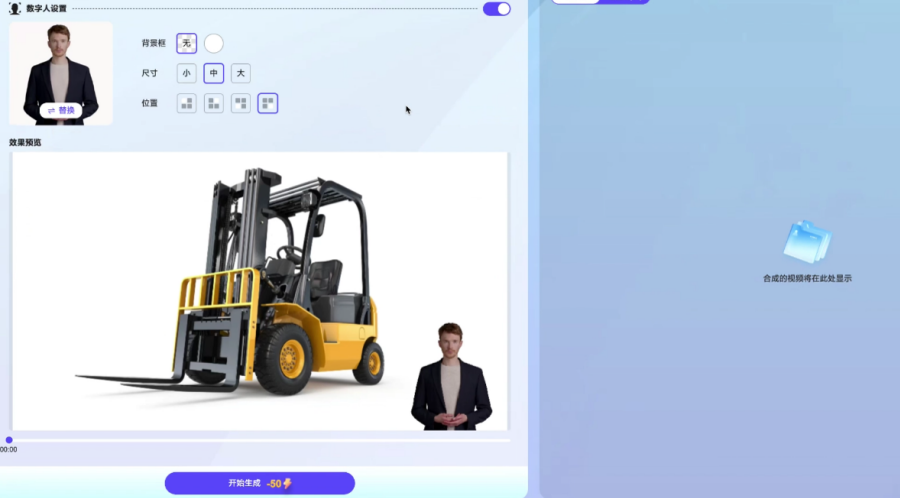 数字人设置
背景框 无
尺寸 小 中 大
位置
替换
效果预览
00:00
开始生成 -50
合成的视频将在此处显示